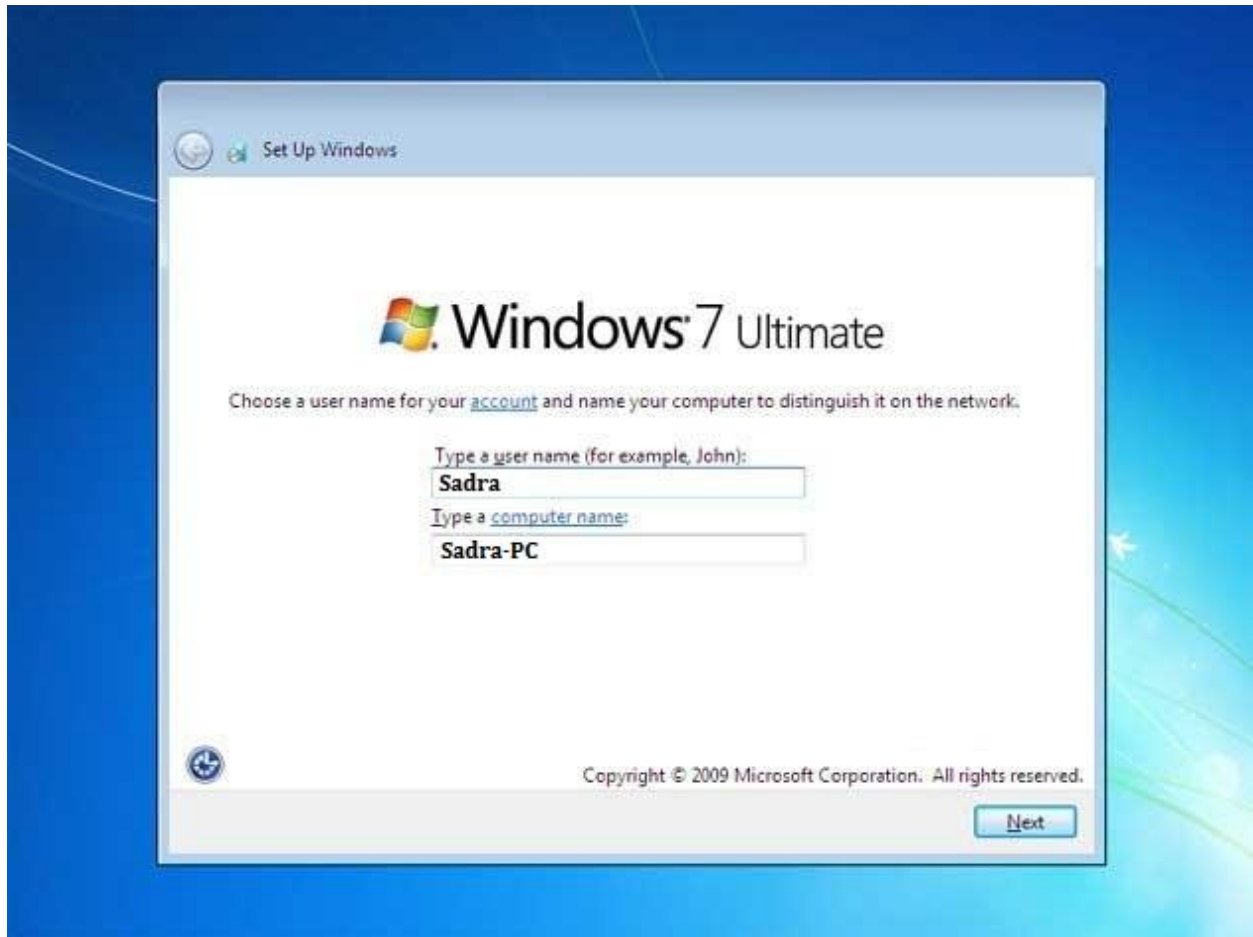 Set Up Windows
Windows 7 Ultimate
Choose a user name for your account and name your computer to distinguish it on the network.
Type a user name (for example, John):
Sadra
Type a computer name:
Sadra-PC
Copyright © 2009 Microsoft Corporation. All rights reserved.
Next